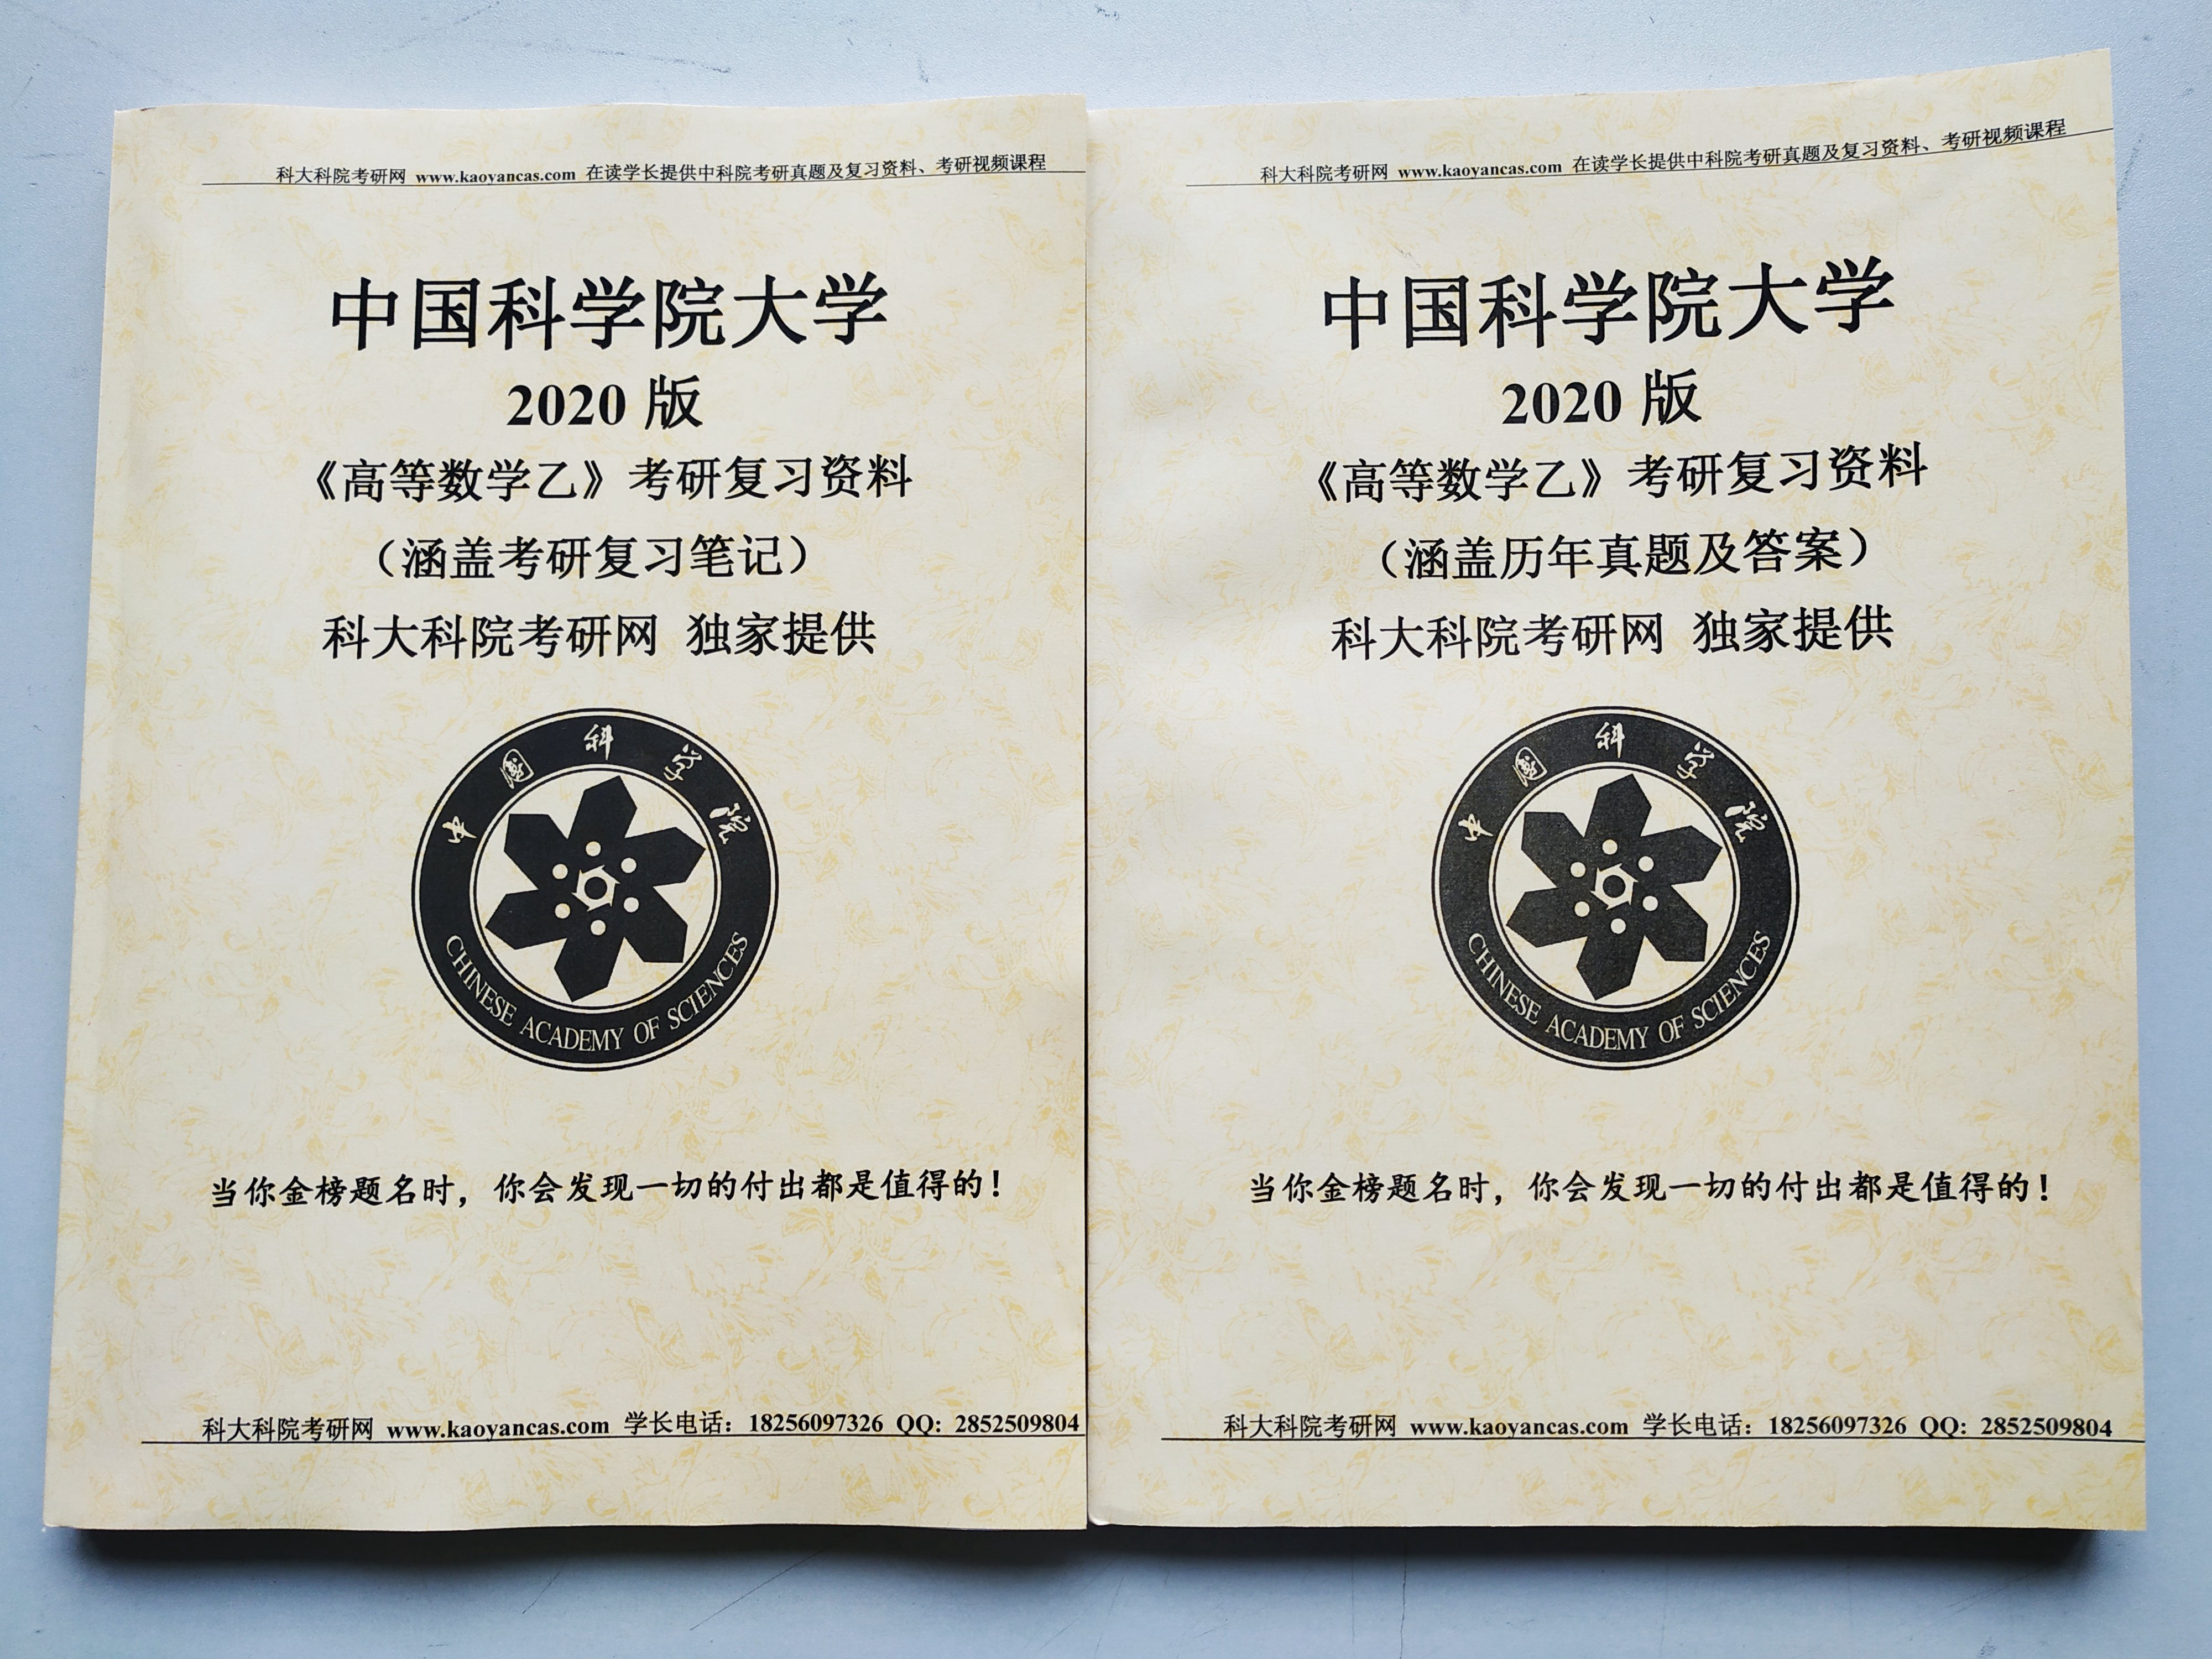 科大科院考研网 www.kaoyancas.com 在读学长提供中科院考研真题及复习资料、考研视频课程
中国科学院大学
2020 版
《高等数学乙》考研复习资料
（涵盖考研复习笔记）
科大科院考研网 独家提供
中国科学院
CHINESE ACADEMY OF SCIENCES
当你金榜题名时，你会发现一切的付出都是值得的！
科大科院考研网 www.kaoyancas.com 学长电话：18256097326 QQ：2852509804
科大科院考研网 www.kaoyancas.com 在读学长提供中科院考研真题及复习资料、考研视频课程
中国科学院大学
2020 版
《高等数学乙》考研复习资料
（涵盖历年真题及答案）
科大科院考研网 独家提供
中国科学院
CHINESE ACADEMY OF SCIENCES
当你金榜题名时，你会发现一切的付出都是值得的！
科大科院考研网 www.kaoyancas.com 学长电话：18256097326 QQ：2852509804